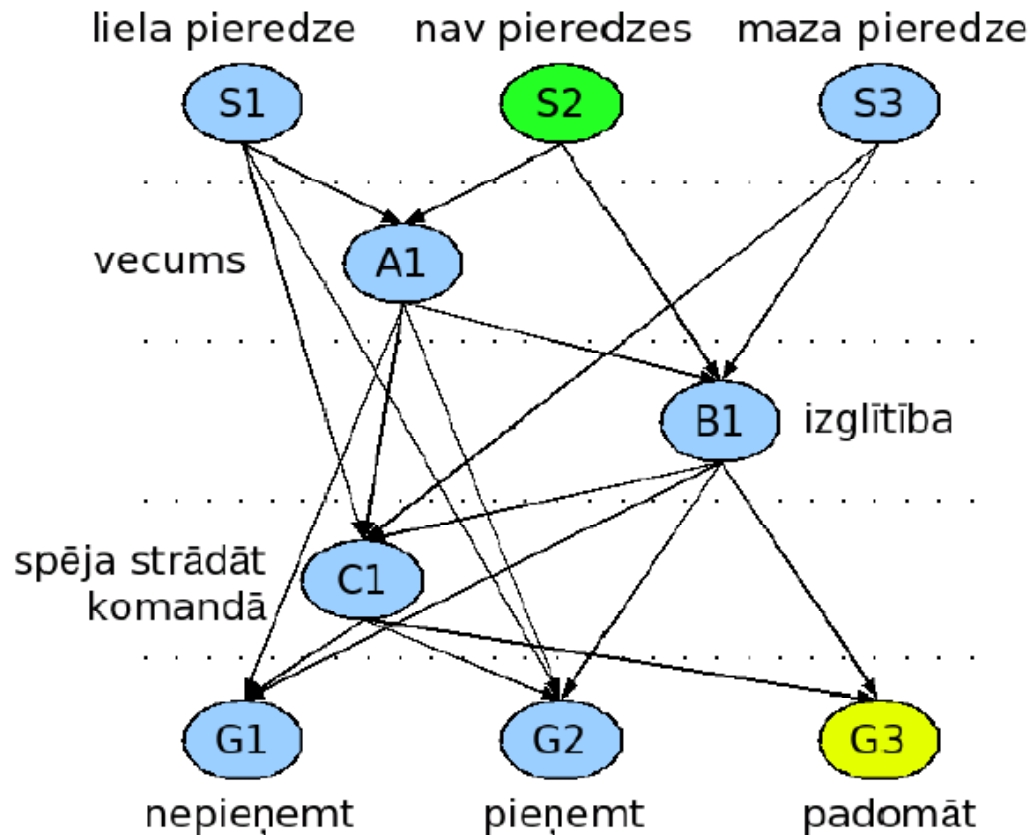 liela pieredze nav pieredzes maza pieredze
S1 S2 S3
vecums A1
B1 izglītība
spēja strādāt
komandā
C1
G1 G2 G3
nepieņemt pieņemt padomāt